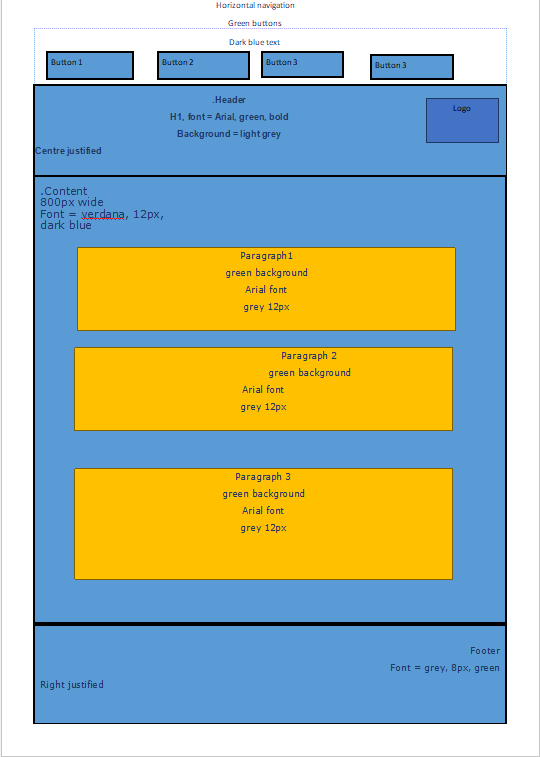 Horizontal navigation
Green buttons
Dark blue text
Button 1
Button 2
Button 3
Button 3
.Header
H1, font = Arial, green, bold
Background = light grey
Logo
Centre justified
.Content
800px wide
Font = verdana, 12px,
dark blue
Paragraph1
green background
Arial font
grey 12px
Paragraph 2
green background
Arial font
grey 12px
Paragraph 3
green background
Arial font
grey 12px
Footer
Font = grey, 8px, green
Right justified